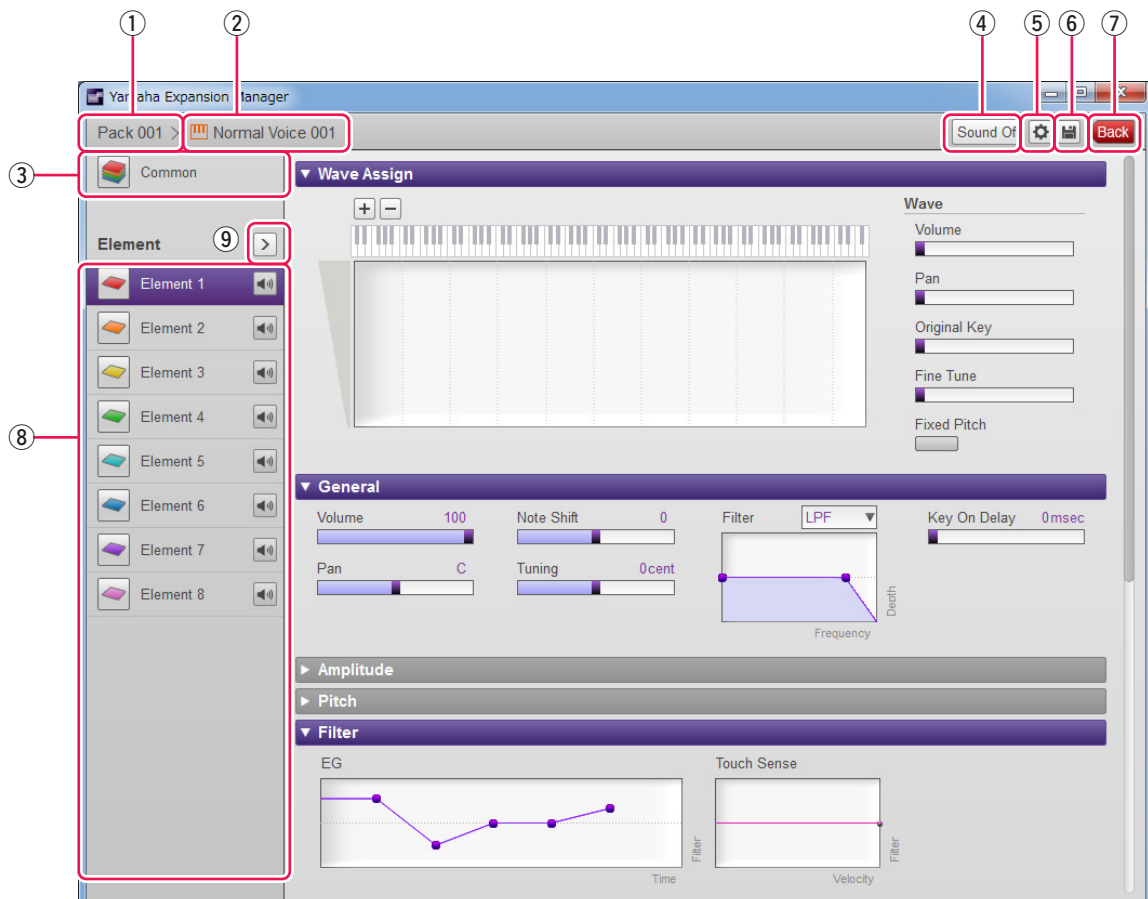 ① ② ④ ⑤ ⑥ ⑦
Yamaha Expansion Manager
Pack 001 > Normal Voice 001
Sound Of
Back
③
Common
Element
⑨
>
⑧
Element 1
Element 2
Element 3
Element 4
Element 5
Element 6
Element 7
Element 8
Wave Assign
+ −
Wave
Volume
Pan
Original Key
Fine Tune
Fixed Pitch
General
Volume 100
Note Shift 0
Filter LPF
Key On Delay 0msec
Pan C
Tuning 0cent
Depth
Frequency
Amplitude
Pitch
Filter
EG
Touch Sense
Filter
Time
Filter
Velocity